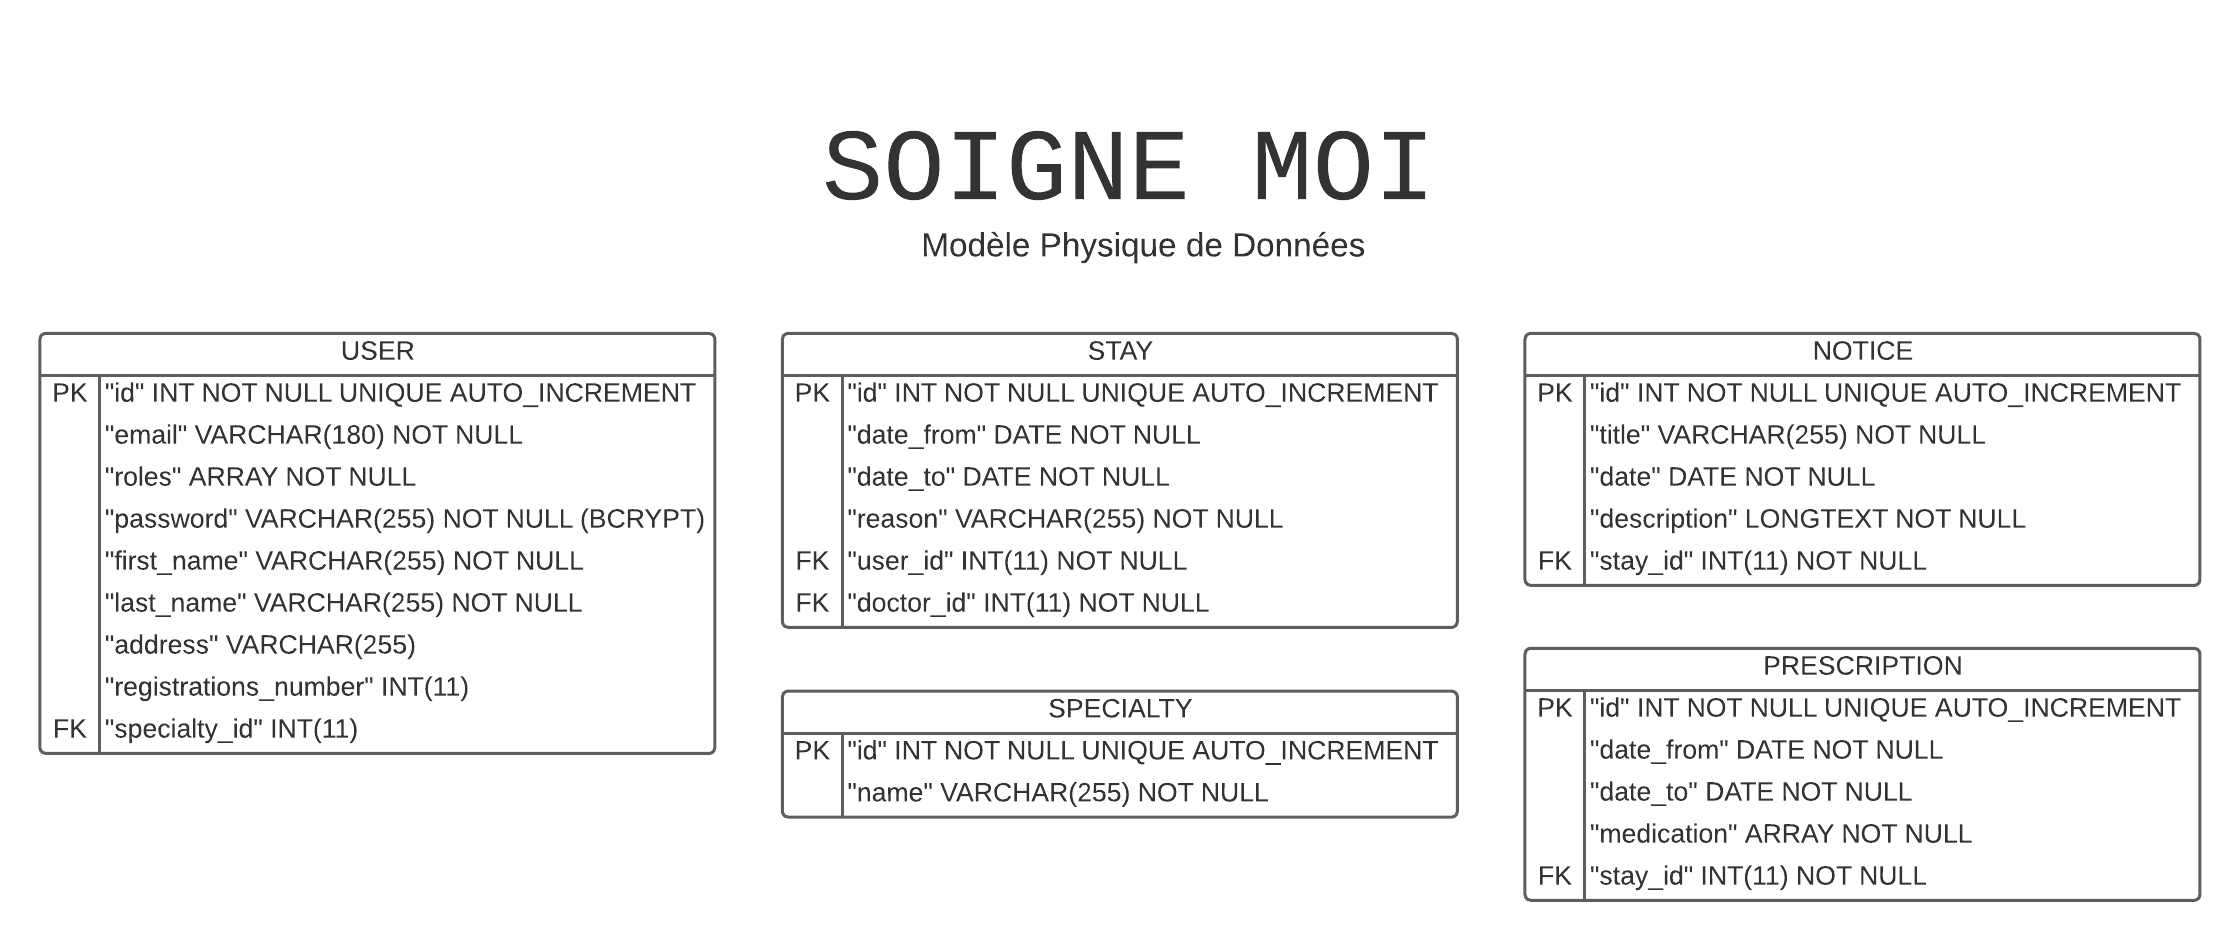 SOIGNE MOI
Modèle Physique de Données
USER
PK "id" INT NOT NULL UNIQUE AUTO_INCREMENT
"email" VARCHAR(180) NOT NULL
"roles" ARRAY NOT NULL
"password" VARCHAR(255) NOT NULL (BCRYPT)
"first_name" VARCHAR(255) NOT NULL
"last_name" VARCHAR(255) NOT NULL
"address" VARCHAR(255)
"registrations_number" INT(11)
FK "specialty_id" INT(11)
STAY
PK "id" INT NOT NULL UNIQUE AUTO_INCREMENT
"date_from" DATE NOT NULL
"date_to" DATE NOT NULL
"reason" VARCHAR(255) NOT NULL
FK "user_id" INT(11) NOT NULL
FK "doctor_id" INT(11) NOT NULL
SPECIALTY
PK "id" INT NOT NULL UNIQUE AUTO_INCREMENT
"name" VARCHAR(255) NOT NULL
NOTICE
PK "id" INT NOT NULL UNIQUE AUTO_INCREMENT
"title" VARCHAR(255) NOT NULL
"date" DATE NOT NULL
"description" LONGTEXT NOT NULL
FK "stay_id" INT(11) NOT NULL
PRESCRIPTION
PK "id" INT NOT NULL UNIQUE AUTO_INCREMENT
"date_from" DATE NOT NULL
"date_to" DATE NOT NULL
"medication" ARRAY NOT NULL
FK "stay_id" INT(11) NOT NULL